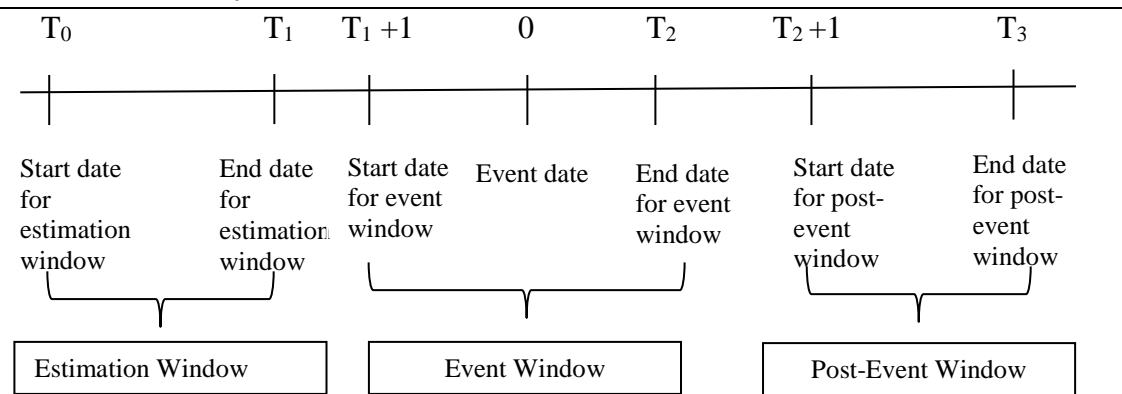 T₀ T₁ T₁ +1 0 T₂ T₂ +1 T₃
Start date
for
estimation
window
End date
for
estimation
window
Start date
for event
window
Event date
End date
for event
window
Start date
for post-
event
window
End date
for post-
event
window
Estimation Window
Event Window
Post-Event Window